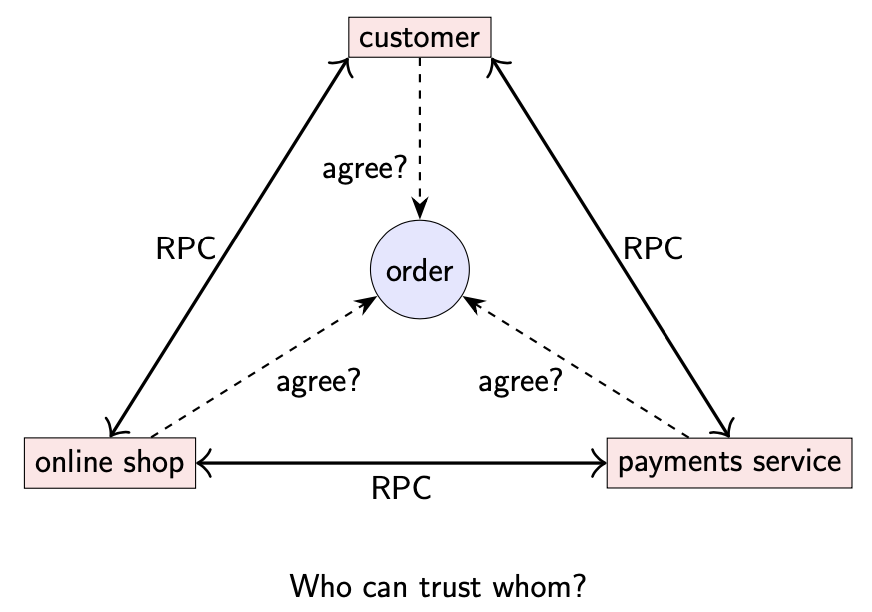 customer
agree?
RPC
RPC
order
agree?
agree?
online shop
payments service
RPC
Who can trust whom?